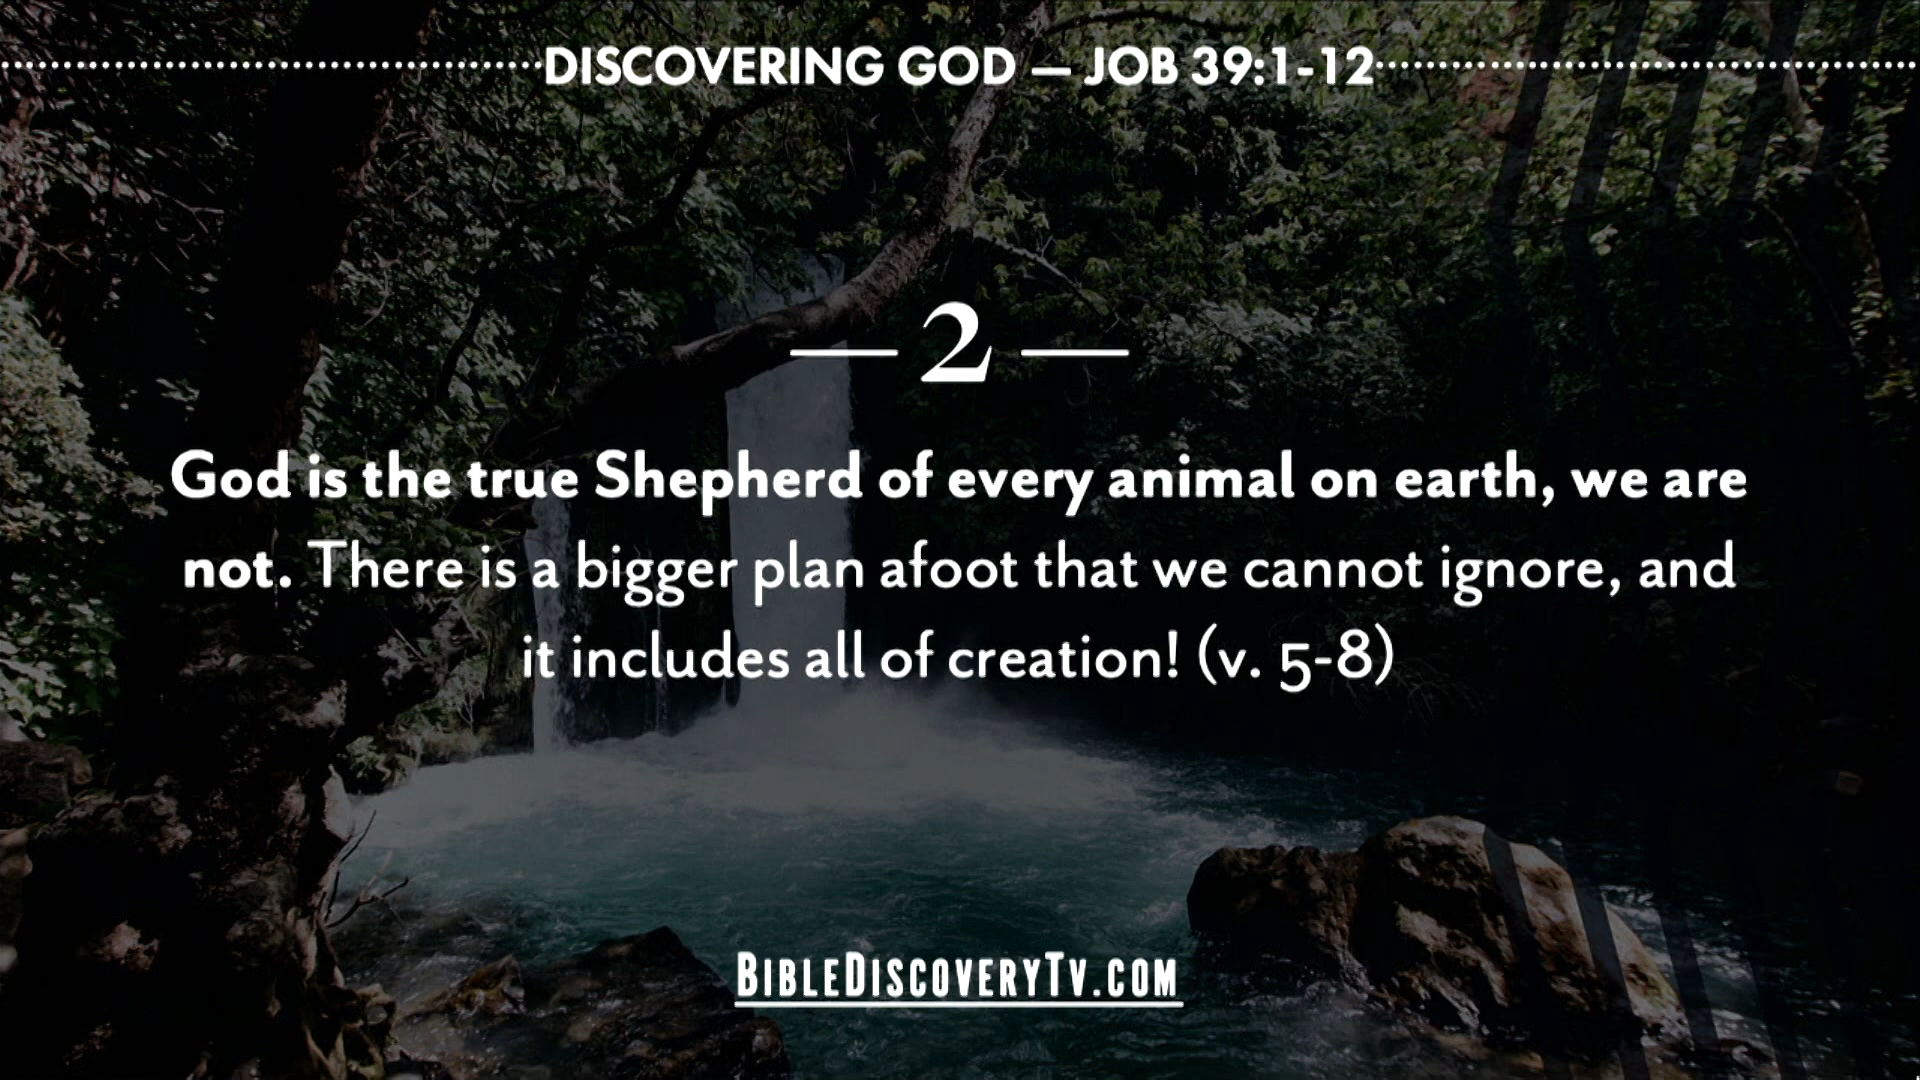 DISCOVERING GOD — JOB 39:1-12
— 2 —
God is the true Shepherd of every animal on earth, we are
not. There is a bigger plan afoot that we cannot ignore, and
it includes all of creation! (v. 5-8)
BIBLEDISCOVERYTV.COM